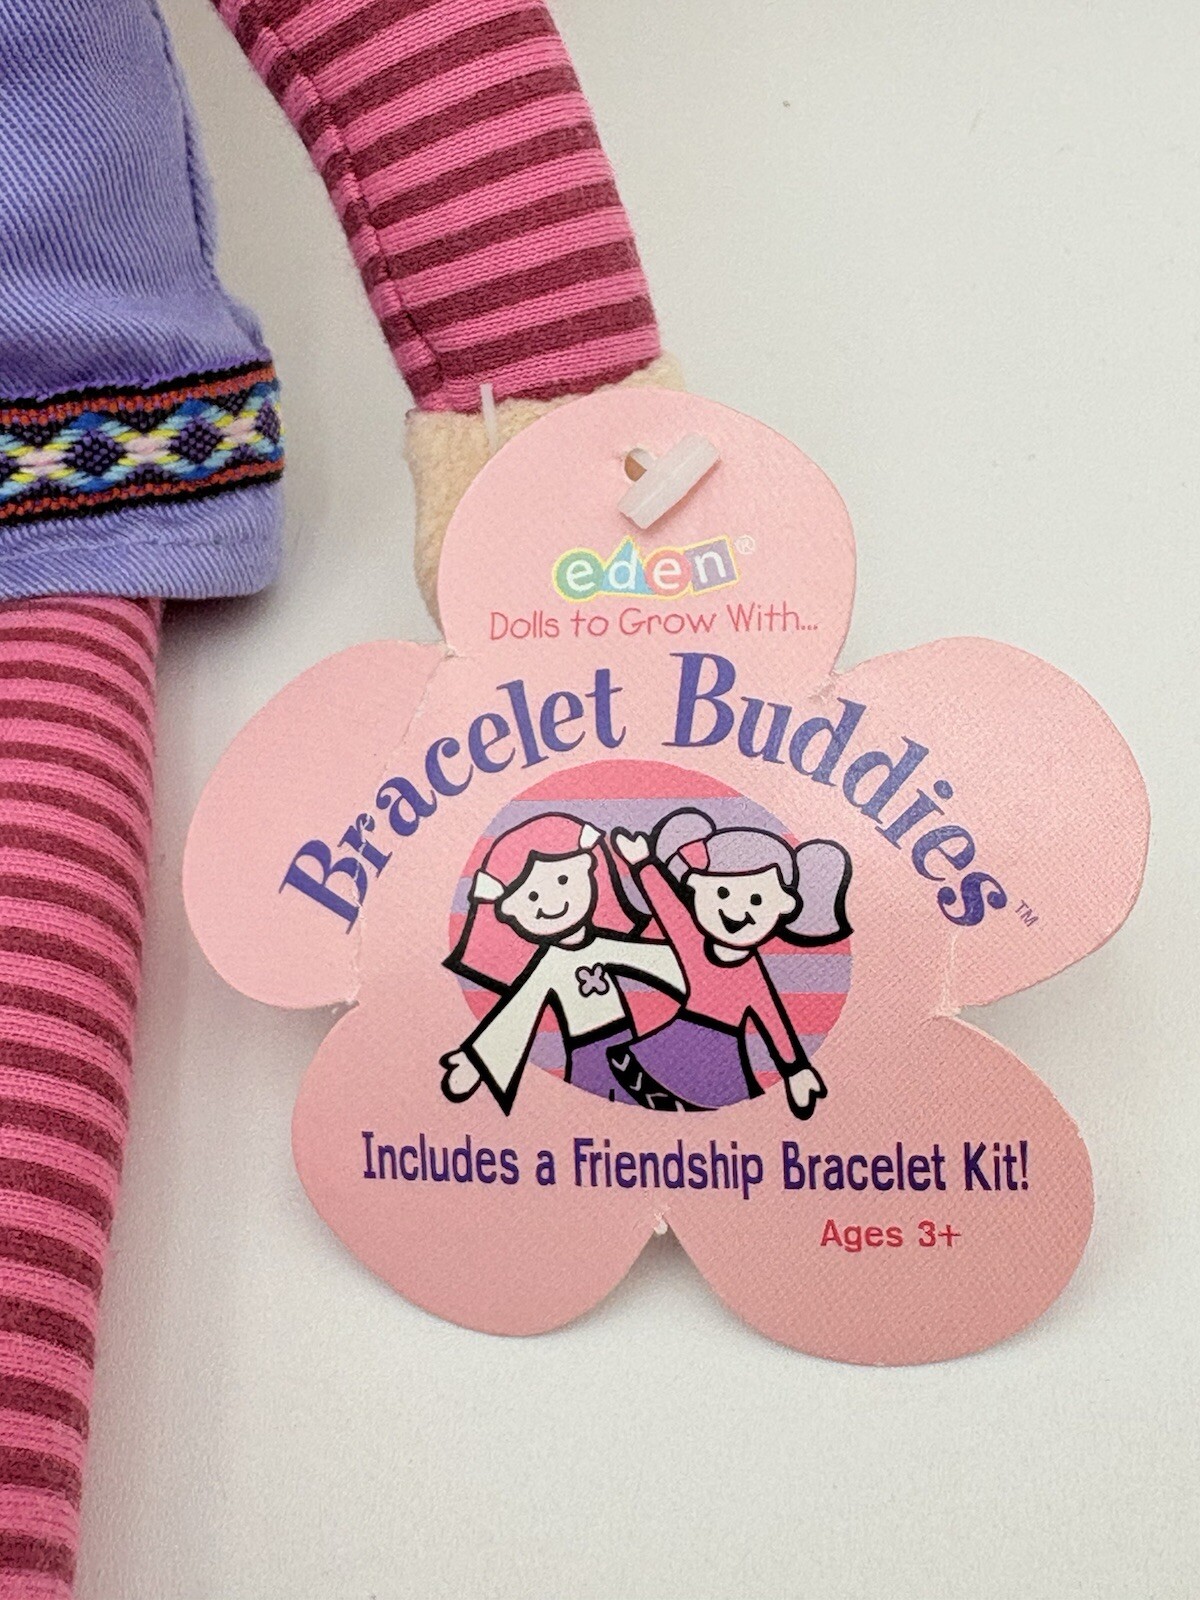 eden®
Dolls to Grow With...
Bracelet Buddies™
Includes a Friendship Bracelet Kit!
Ages 3+